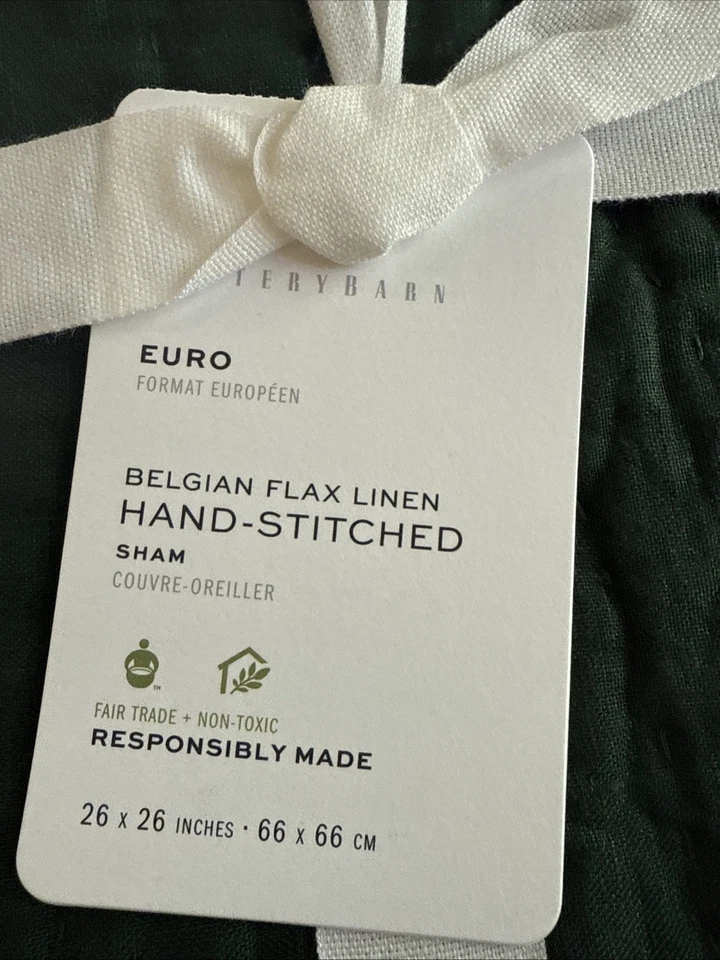 TERYBARN
EURO
FORMAT EUROPÉEN
BELGIAN FLAX LINEN
HAND-STITCHED
SHAM
COUVRE-OREILLER
TM
FAIR TRADE + NON-TOXIC
RESPONSIBLY MADE
26 x 26 INCHES · 66 x 66 CM